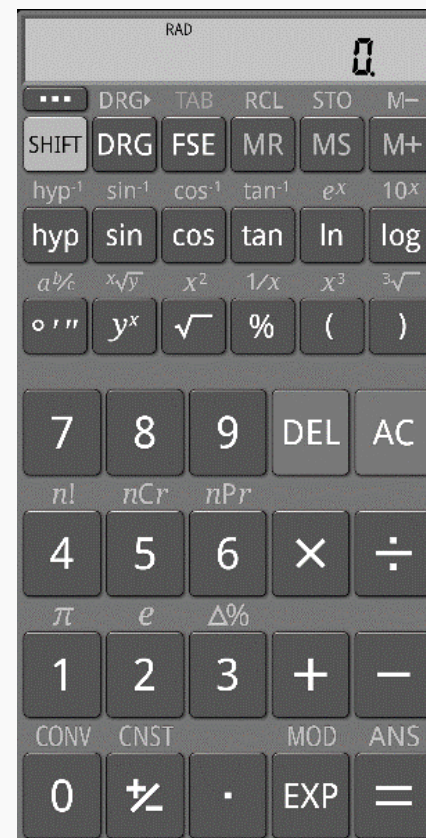 RAD
0.
... DRG▸ TAB RCL STO M−
SHIFT DRG FSE MR MS M+
hyp⁻¹ sin⁻¹ cos⁻¹ tan⁻¹ eˣ 10ˣ
hyp sin cos tan ln log
a b/c ˣ√y x² 1/x x³ ³√‾
° ′ ″ yˣ √‾ % ( )
7 8 9 DEL AC
n! nCr nPr
4 5 6 × ÷
π e Δ%
1 2 3 + −
CONV CNST MOD ANS
0 +/− · EXP =